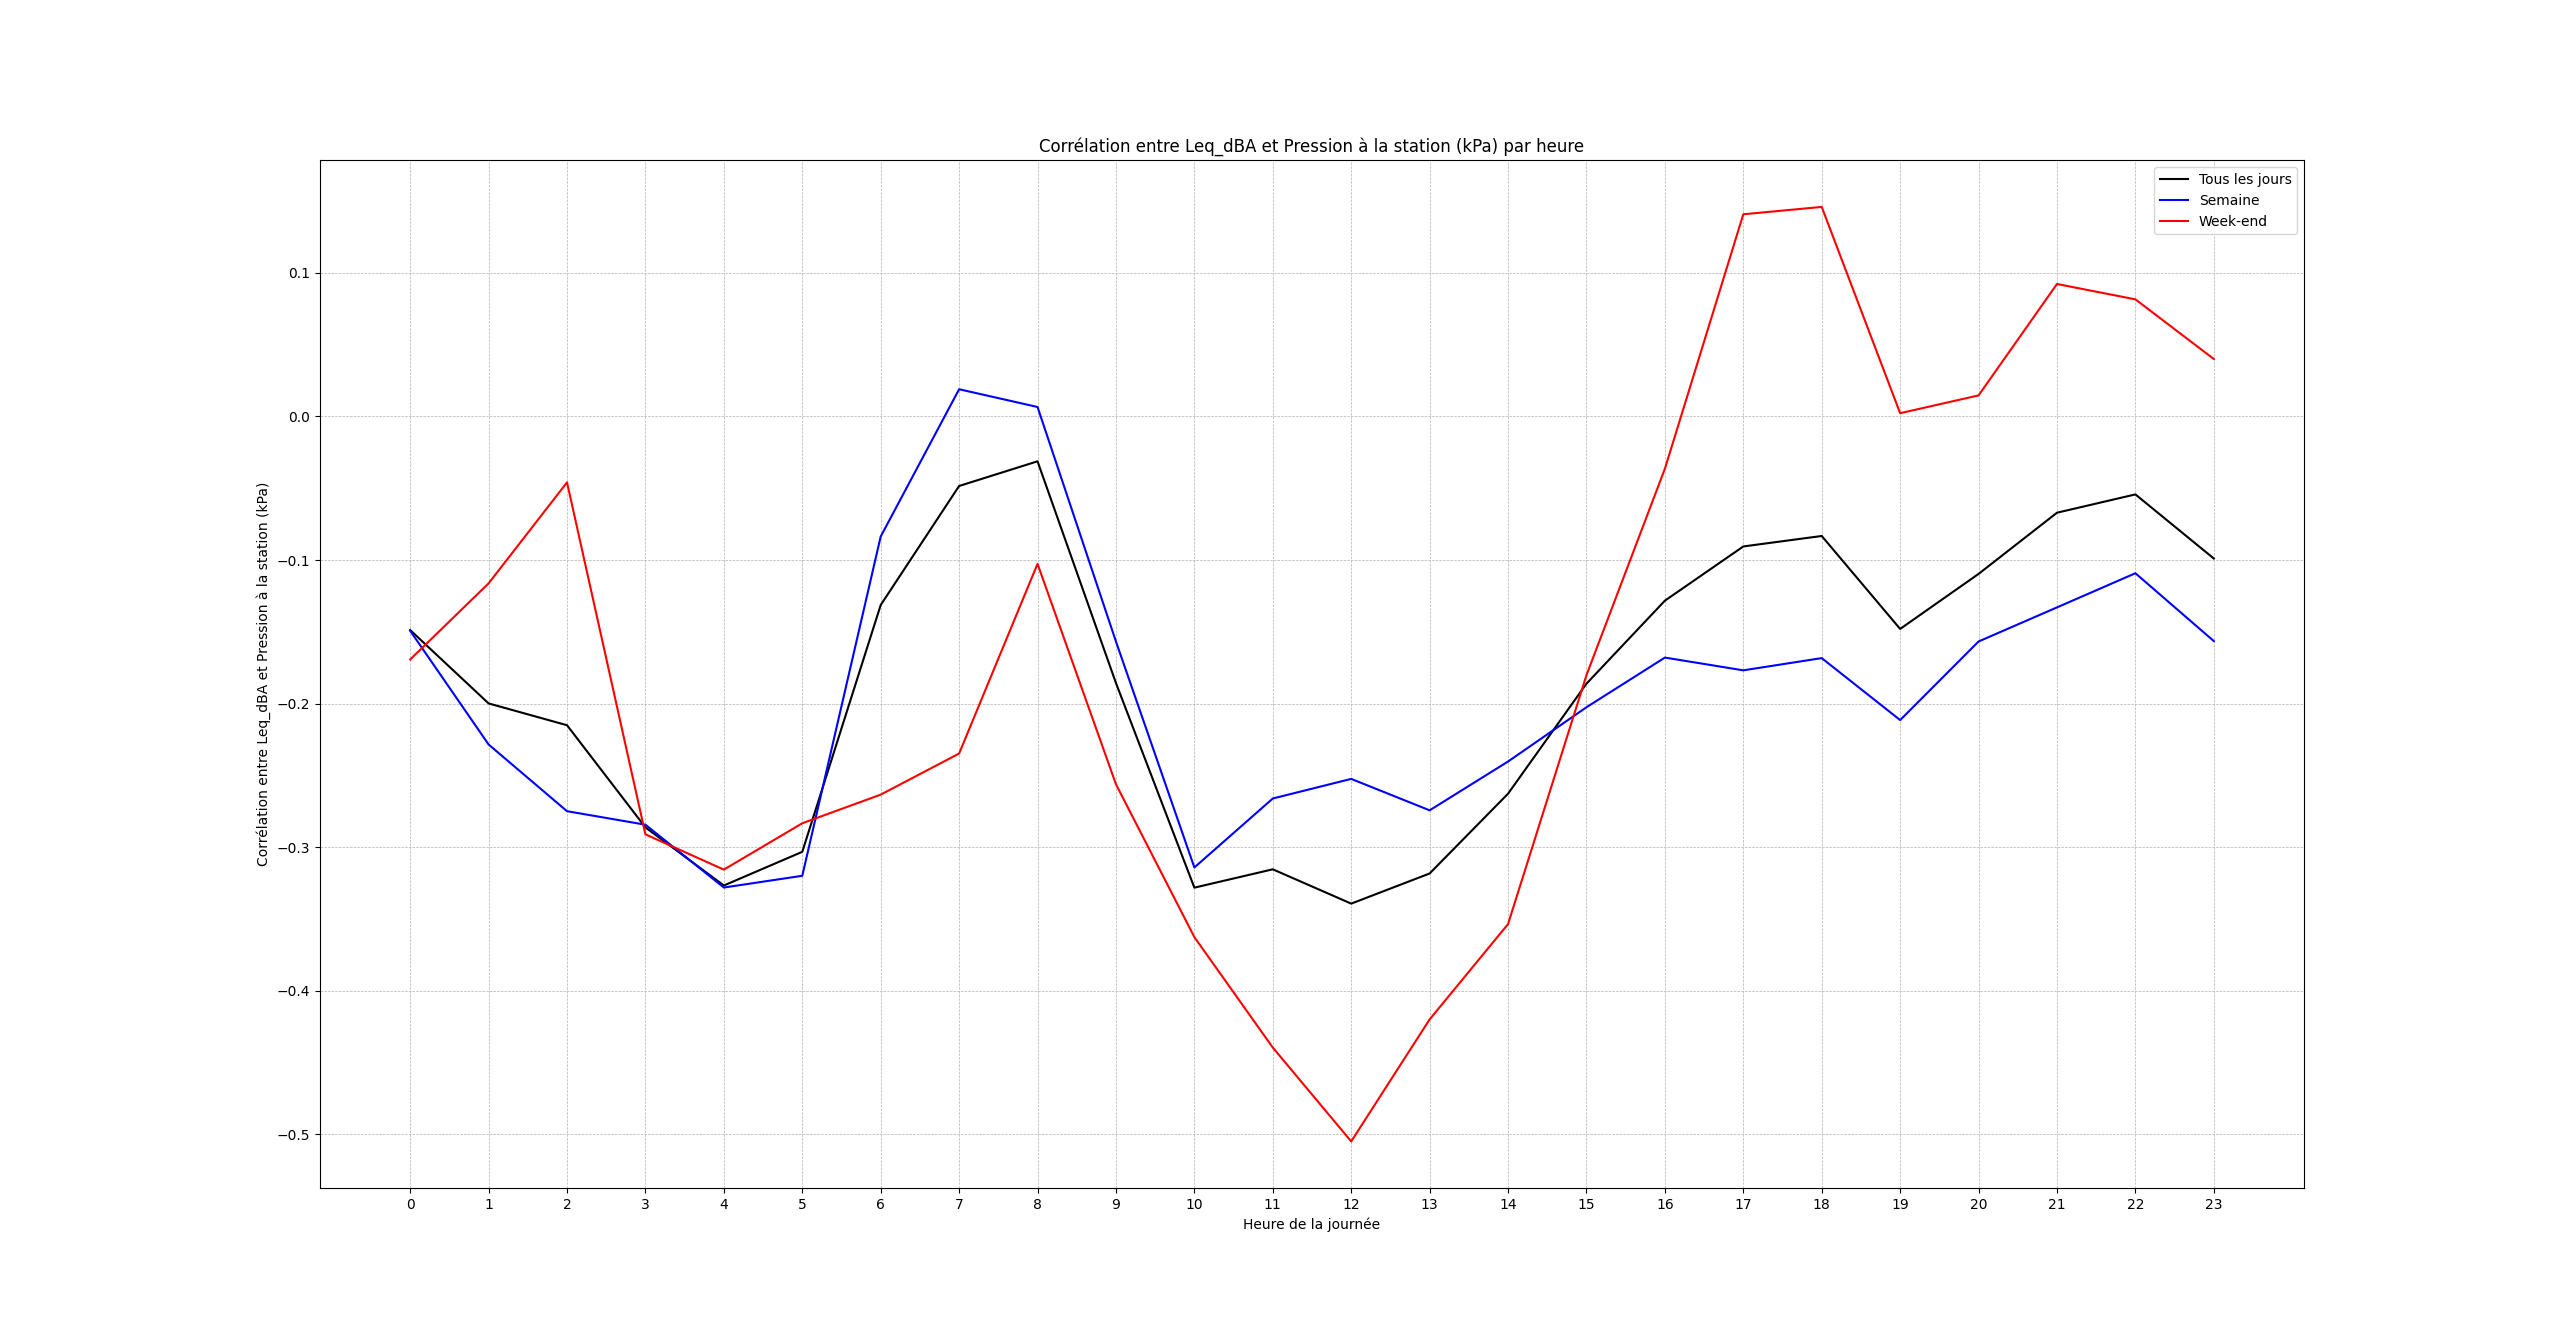 Corrélation entre Leq_dBA et Pression à la station (kPa) par heure
Tous les jours
Semaine
Week-end
Corrélation entre Leq_dBA et Pression à la station (kPa)
0.1
0.0
−0.1
−0.2
−0.3
−0.4
−0.5
0 1 2 3 4 5 6 7 8 9 10 11 12 13 14 15 16 17 18 19 20 21 22 23
Heure de la journée